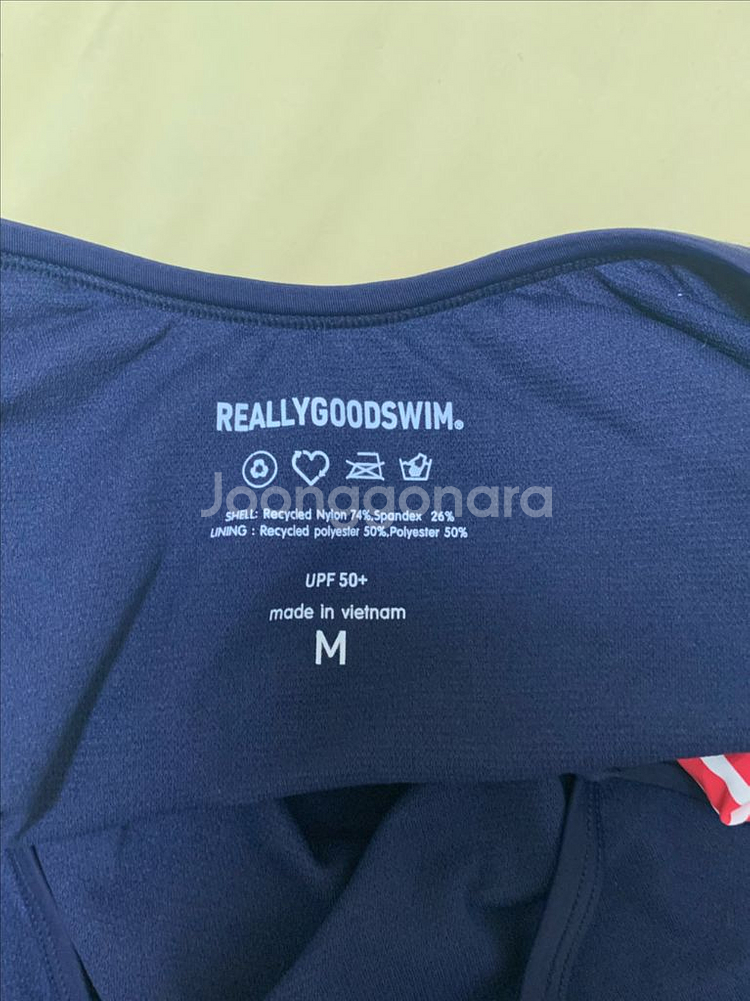 REALLYGOODSWIM®
Joonggonara
SHELL: Recycled Nylon 74%,Spandex 26%
LINING : Recycled polyester 50%,Polyester 50%
UPF 50+
made in vietnam
M